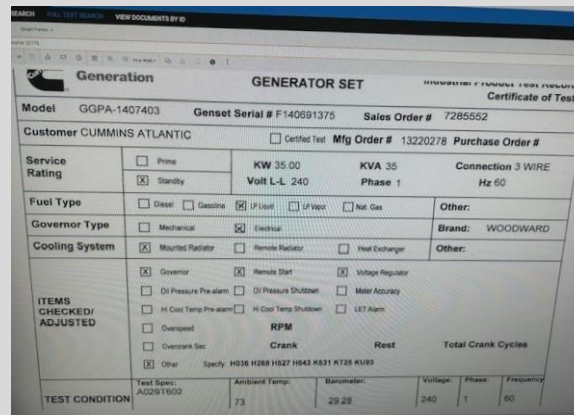 SEARCH FULL TEXT SEARCH VIEW DOCUMENTS BY ID
Generation GENERATOR SET Industrial Product Test Record
Certificate of Test
Model GGPA-1407403 Genset Serial # F140691375 Sales Order # 7285552
Customer CUMMINS ATLANTIC Certified Test Mfg Order # 13220278 Purchase Order #
Service Rating Prime KW 35.00 KVA 35 Connection 3 WIRE
X Standby Volt L-L 240 Phase 1 Hz 60
Fuel Type Diesel Gasoline X LP Liquid LP Vapor Nat. Gas Other:
Governor Type Mechanical X Electrical Brand: WOODWARD
Cooling System X Mounted Radiator Remote Radiator Heat Exchanger Other:
ITEMS CHECKED/ ADJUSTED
X Governor X Remote Start X Voltage Regulator
Oil Pressure Pre-alarm Oil Pressure Shutdown Meter Accuracy
Hi Cool Temp Pre-alarm Hi Cool Temp Shutdown LET Alarm
Overspeed RPM
Overcrank Sec Crank Rest Total Crank Cycles
X Other Specify: H036 H268 H527 H643 K631 K725 KU93
TEST CONDITION Test Spec: Ambient Temp: Barometer: Voltage: Phase: Frequency
A029T602 73 29.28 240 1 60